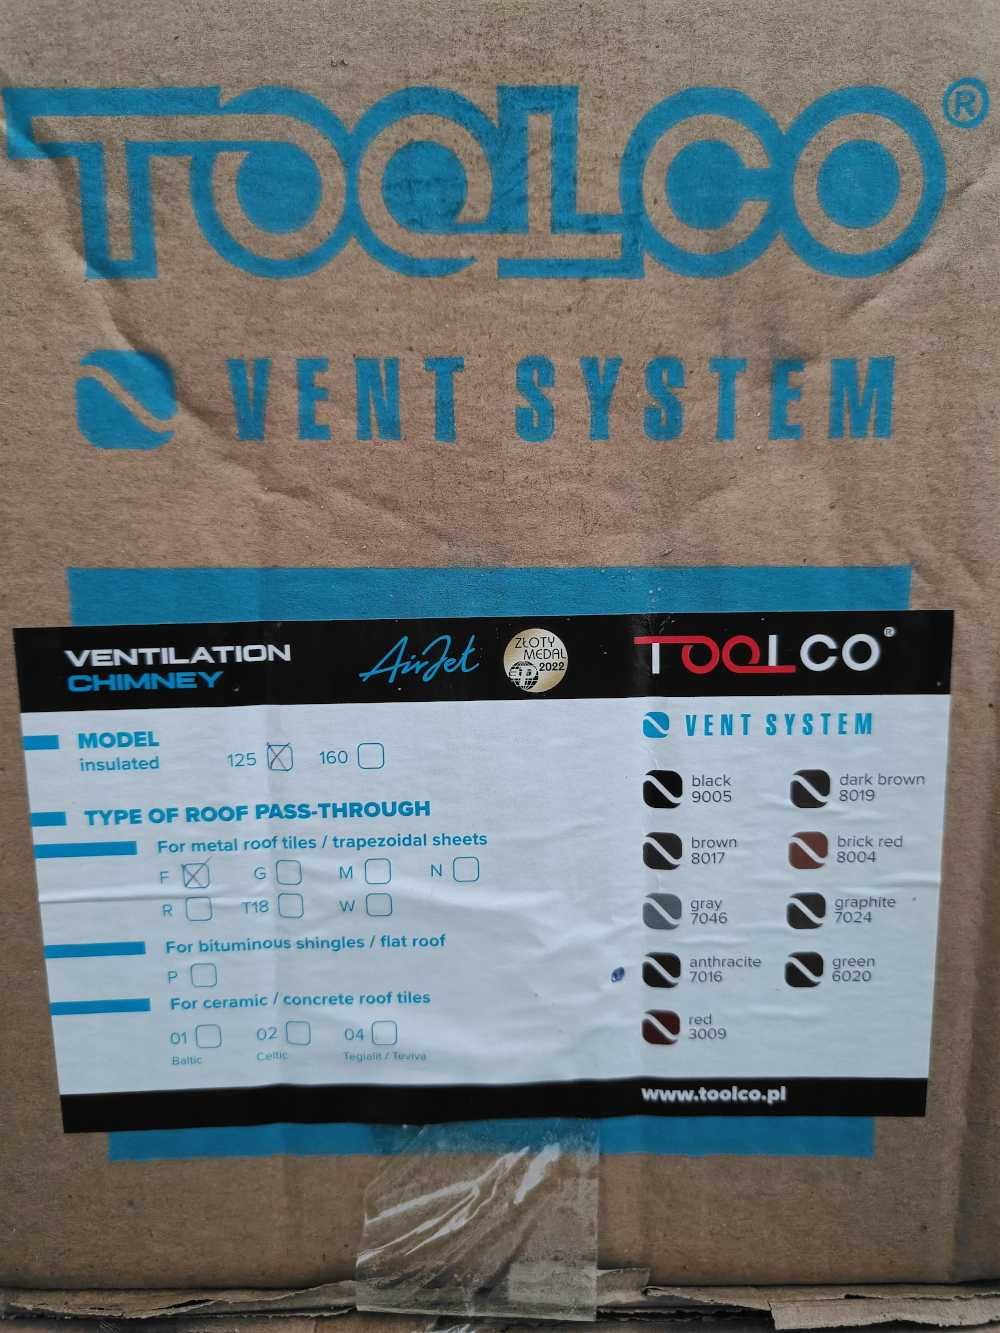 TOOLCO®
VENT SYSTEM
VENTILATION
CHIMNEY
AirJet
ZŁOTY
MEDAL
2022
TOOLCO®
VENT SYSTEM
MODEL
insulated
125 160
TYPE OF ROOF PASS-THROUGH
For metal roof tiles / trapezoidal sheets
F G M N
R T18 W
For bituminous shingles / flat roof
P
For ceramic / concrete roof tiles
01 02 04
Baltic Celtic Tegialit / Teviva
black
9005
dark brown
8019
brown
8017
brick red
8004
gray
7046
graphite
7024
anthracite
7016
green
6020
red
3009
www.toolco.pl